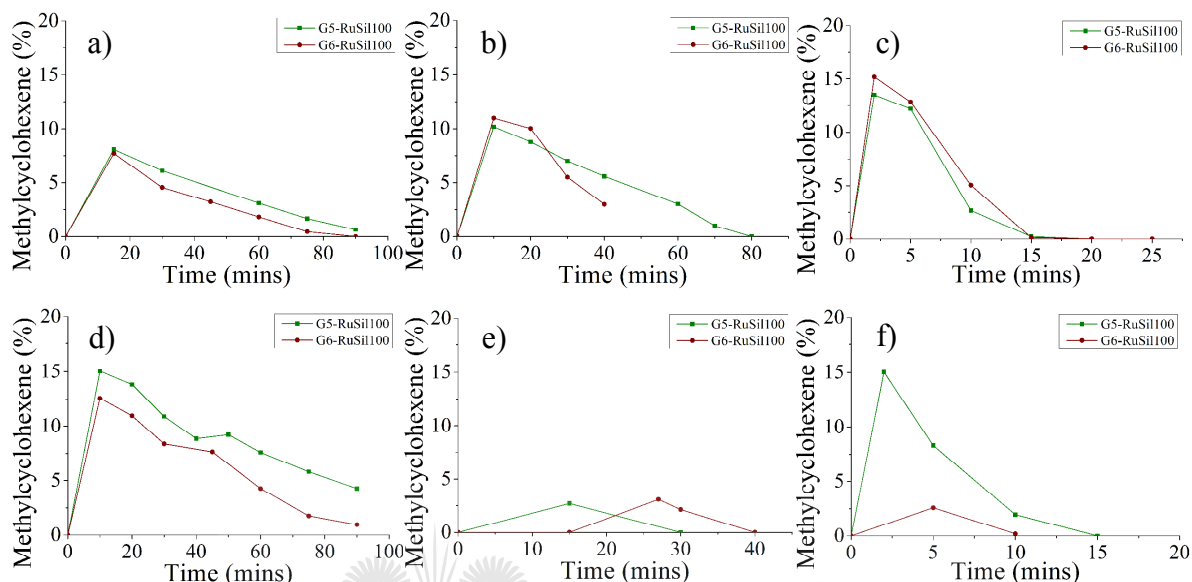 a)
G5-RuSil100
G6-RuSil100
Methylcyclohexene (%)
20
15
10
5
0
0 20 40 60 80 100
Time (mins)
b)
G5-RuSil100
G6-RuSil100
Methylcyclohexene (%)
20
15
10
5
0
0 20 40 60 80
Time (mins)
c)
G5-RuSil100
G6-RuSil100
Methylcyclohexene (%)
20
15
10
5
0
0 5 10 15 20 25
Time (mins)
d)
G5-RuSil100
G6-RuSil100
Methylcyclohexene (%)
20
15
10
5
0
0 20 40 60 80 100
Time (mins)
e)
G5-RuSil100
G6-RuSil100
Methylcyclohexene (%)
20
15
10
5
0
0 10 20 30 40
Time (mins)
f)
G5-RuSil100
G6-RuSil100
Methylcyclohexene (%)
20
15
10
5
0
0 5 10 15 20
Time (mins)